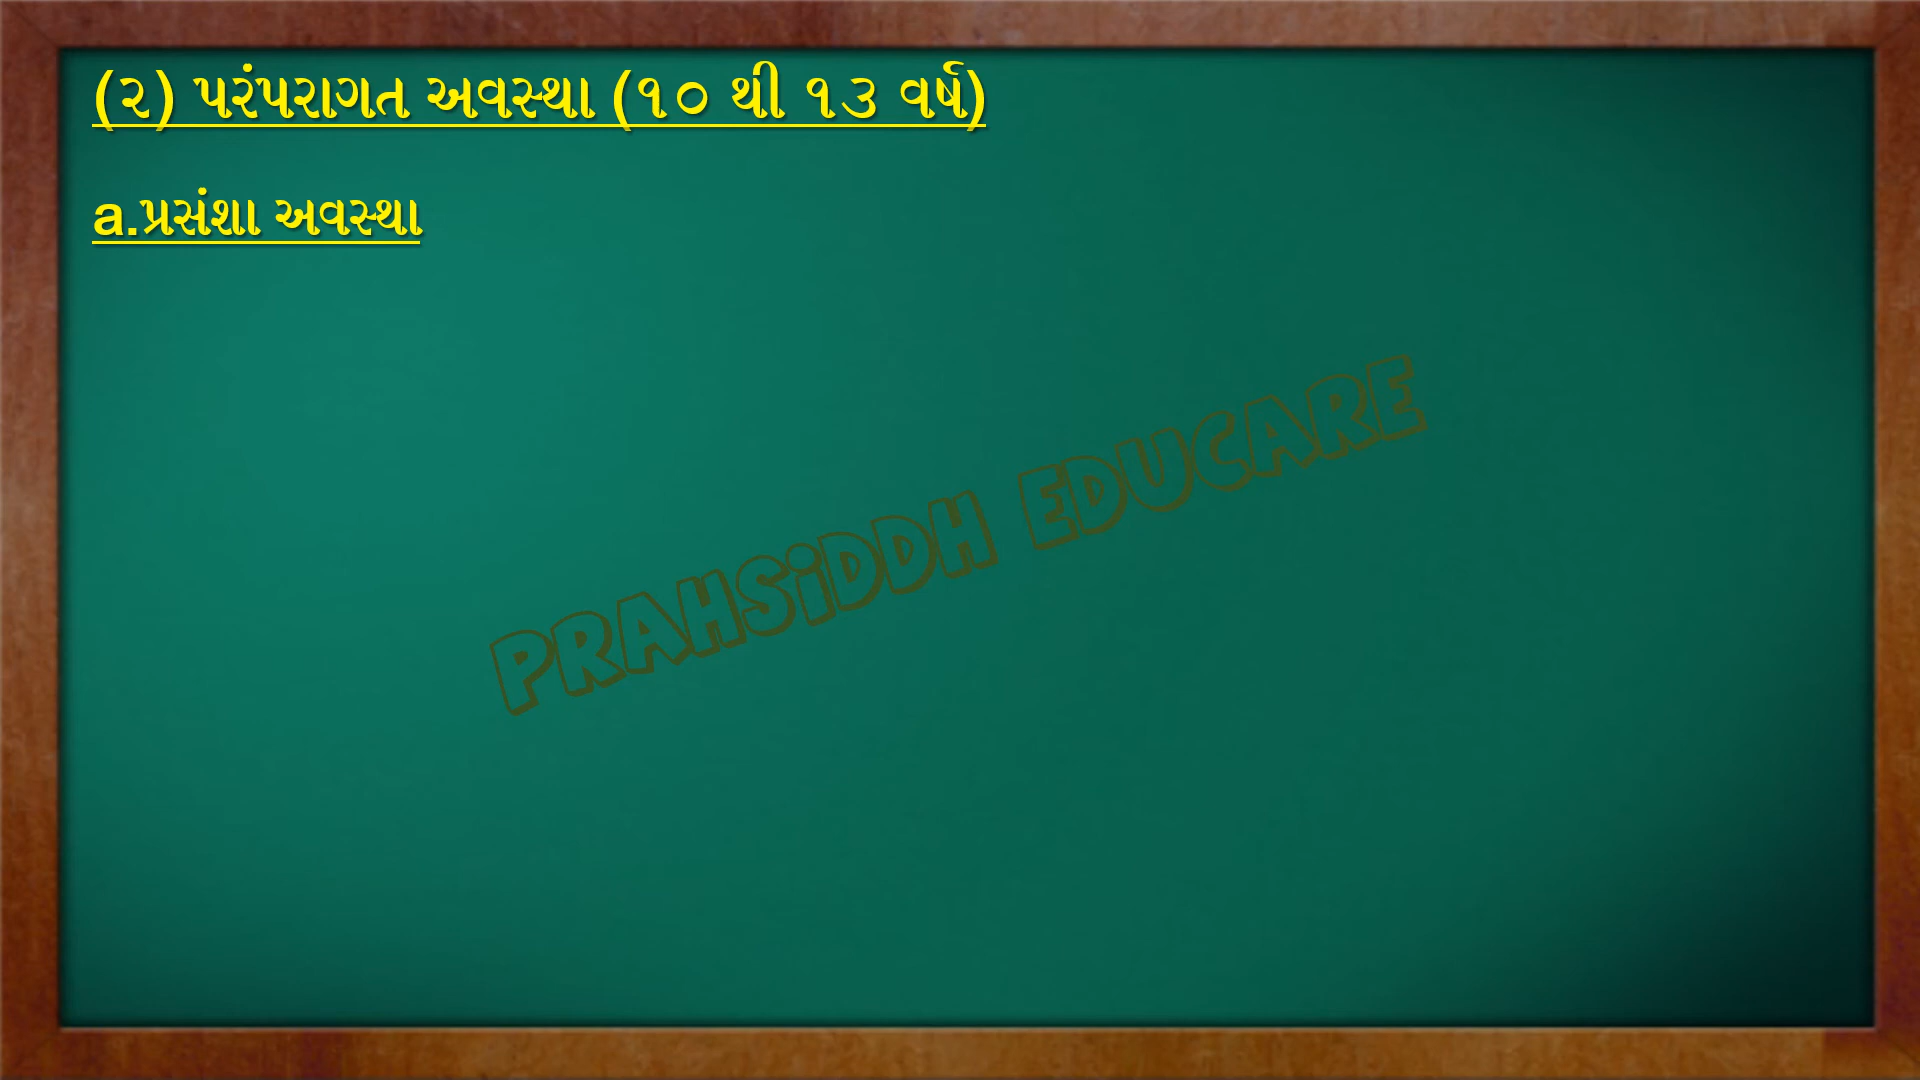 (૨) પરંપરાગત અવસ્થા (૧૦ થી ૧૩ વર્ષ)
a.પ્રસંશા અવસ્થા
PRAHSiDDH EDUCARE